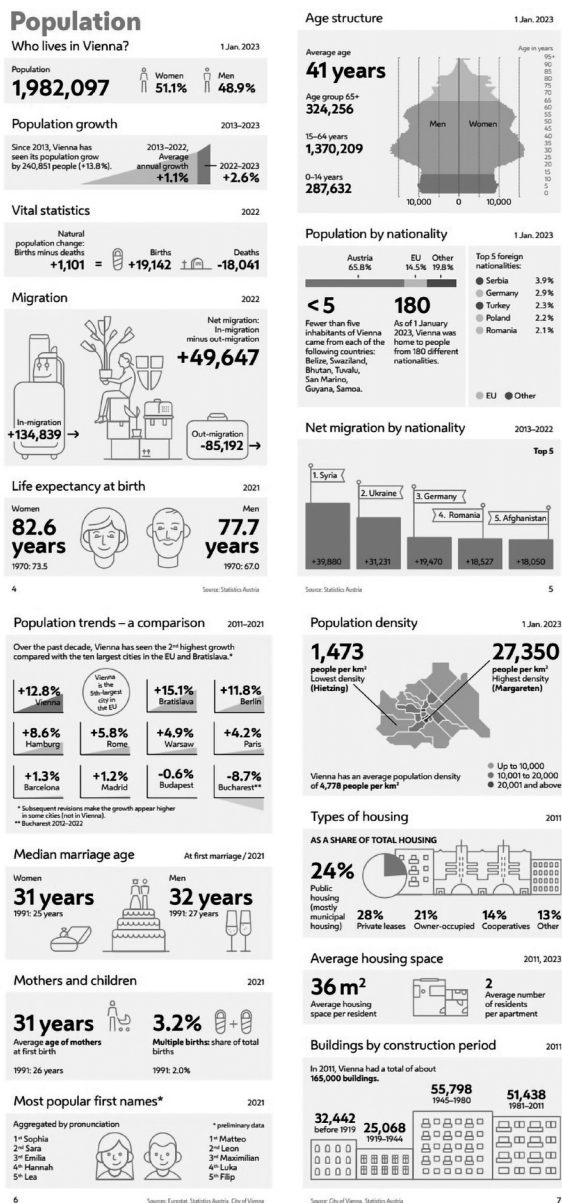 Population
Who lives in Vienna? 1 Jan. 2023
Population
1,982,097
Women
51.1%
Men
48.9%
Population growth 2013–2023
Since 2013, Vienna has
seen its population grow
by 240,851 people (+13.8%).
2013–2022,
Average
annual growth
+1.1%
2022–2023
+2.6%
Vital statistics 2022
Natural
population change:
Births minus deaths
+1,101 =
Births
+19,142
Deaths
-18,041
Migration 2022
Net migration:
In-migration
minus out-migration
+49,647
In-migration
+134,839
Out-migration
-85,192
Life expectancy at birth 2021
Women
82.6
years
1970: 73.5
Men
77.7
years
1970: 67.0
4
Source: Statistics Austria
Age structure 1 Jan. 2023
Average age
41 years
Age group 65+
324,256
15–64 years
1,370,209
0–14 years
287,632
Age in years
95+
90
85
80
75
70
65
60
55
50
45
40
35
30
25
20
15
10
5
0
Men
Women
10,000 0 10,000
Population by nationality 1 Jan. 2023
Austria
65.8%
EU
14.5%
Other
19.8%
<5
Fewer than five
inhabitants of Vienna
came from each of the
following countries:
Belize, Swaziland,
Bhutan, Tuvalu,
San Marino,
Guyana, Samoa.
180
As of 1 January
2023, Vienna was
home to people
from 180 different
nationalities.
Top 5 foreign
nationalities:
Serbia 3.9%
Germany 2.9%
Turkey 2.3%
Poland 2.2%
Romania 2.1%
EU Other
Net migration by nationality 2013–2022
Top 5
1. Syria
2. Ukraine
3. Germany
4. Romania
5. Afghanistan
+39,880
+31,231
+19,470
+18,527
+18,050
Source: Statistics Austria
5
Population trends – a comparison 2011–2021
Over the past decade, Vienna has seen the 2nd highest growth
compared with the ten largest cities in the EU and Bratislava.*
+12.8%
Vienna
Vienna
is the
5th-largest
city in
the EU
+15.1%
Bratislava
+11.8%
Berlin
+8.6%
Hamburg
+5.8%
Rome
+4.9%
Warsaw
+4.2%
Paris
+1.3%
Barcelona
+1.2%
Madrid
-0.6%
Budapest
-8.7%
Bucharest**
* Subsequent revisions make the growth appear higher
in some cities (not in Vienna).
** Bucharest 2012–2022
Median marriage age At first marriage / 2021
Women
31 years
1991: 25 years
Men
32 years
1991: 27 years
Mothers and children 2021
31 years
Average age of mothers
at first birth
1991: 26 years
3.2%
Multiple births: share of total
births
1991: 2.0%
Most popular first names* 2021
Aggregated by pronunciation
* preliminary data
1st Sophia
2nd Sara
3rd Emilia
4th Hannah
5th Lea
1st Matteo
2nd Leon
3rd Maximilian
4th Luka
5th Filip
6
Sources: Eurostat, Statistics Austria, City of Vienna
Population density 1 Jan. 2023
1,473
people per km²
Lowest density
(Hietzing)
27,350
people per km²
Highest density
(Margareten)
Vienna has an average population density
of 4,778 people per km²
Up to 10,000
10,001 to 20,000
20,001 and above
Types of housing 2011
AS A SHARE OF TOTAL HOUSING
24%
Public
housing
(mostly
municipal
housing)
28%
Private leases
21%
Owner-occupied
14%
Cooperatives
13%
Other
Average housing space 2011, 2023
36 m²
Average housing
space per resident
2
Average number
of residents
per apartment
Buildings by construction period 2011
In 2011, Vienna had a total of about
165,000 buildings.
32,442
before 1919
25,068
1919–1944
55,798
1945–1980
51,438
1981–2011
Source: City of Vienna, Statistics Austria
7